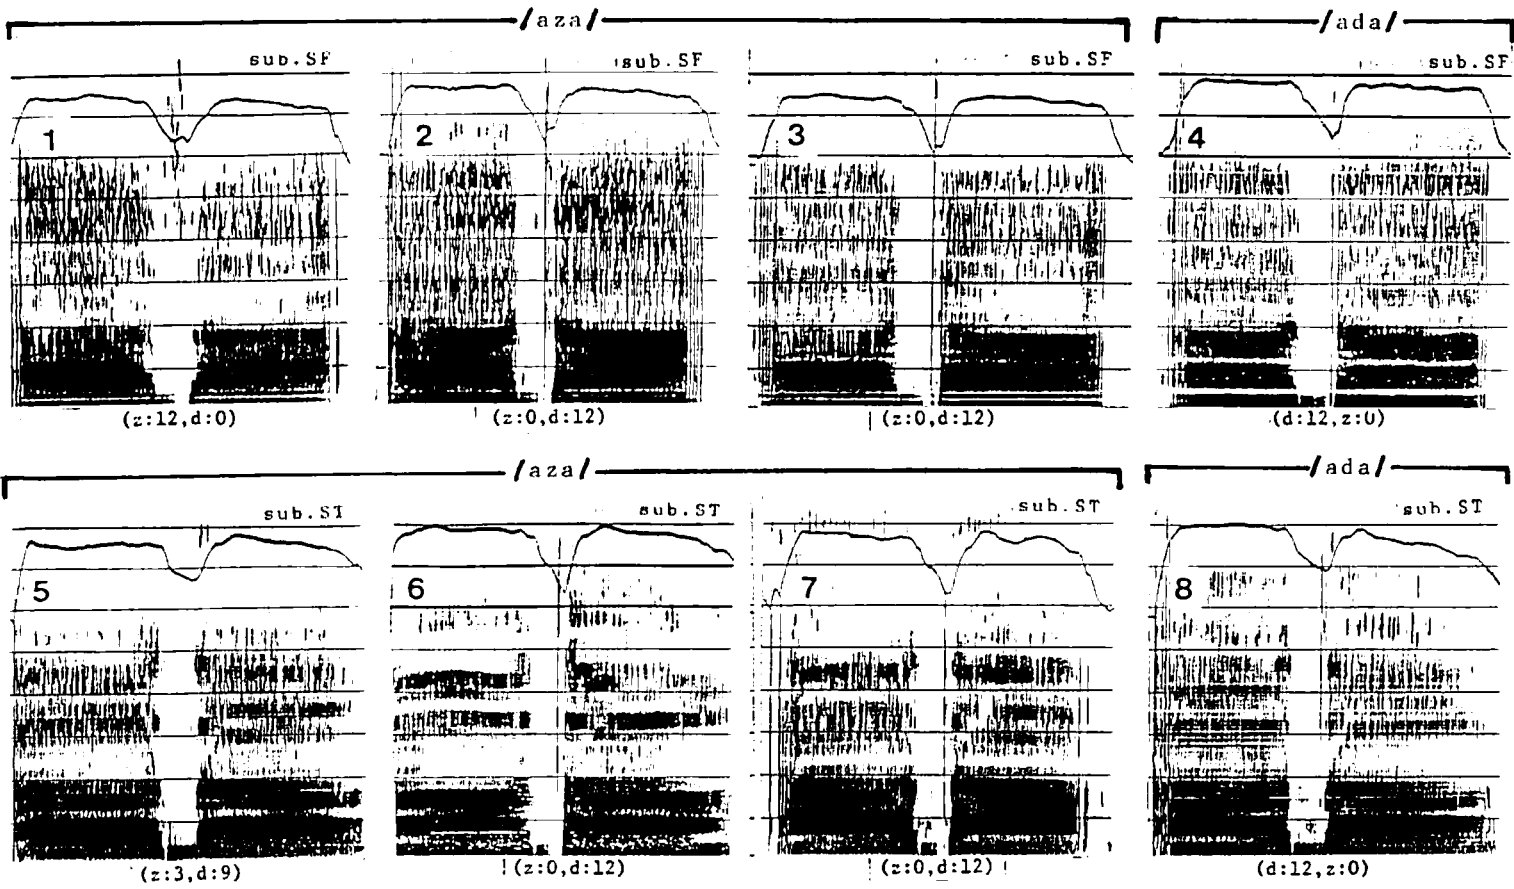 /aza/ /ada/
sub.SF sub.SF sub.SF sub.SF
1 2 3 4
(z:12,d:0) (z:0,d:12) (z:0,d:12) (d:12,z:0)
/aza/ /ada/
sub.ST sub.ST sub.ST sub.ST
5 6 7 8
(z:3,d:9) (z:0,d:12) (z:0,d:12) (d:12,z:0)